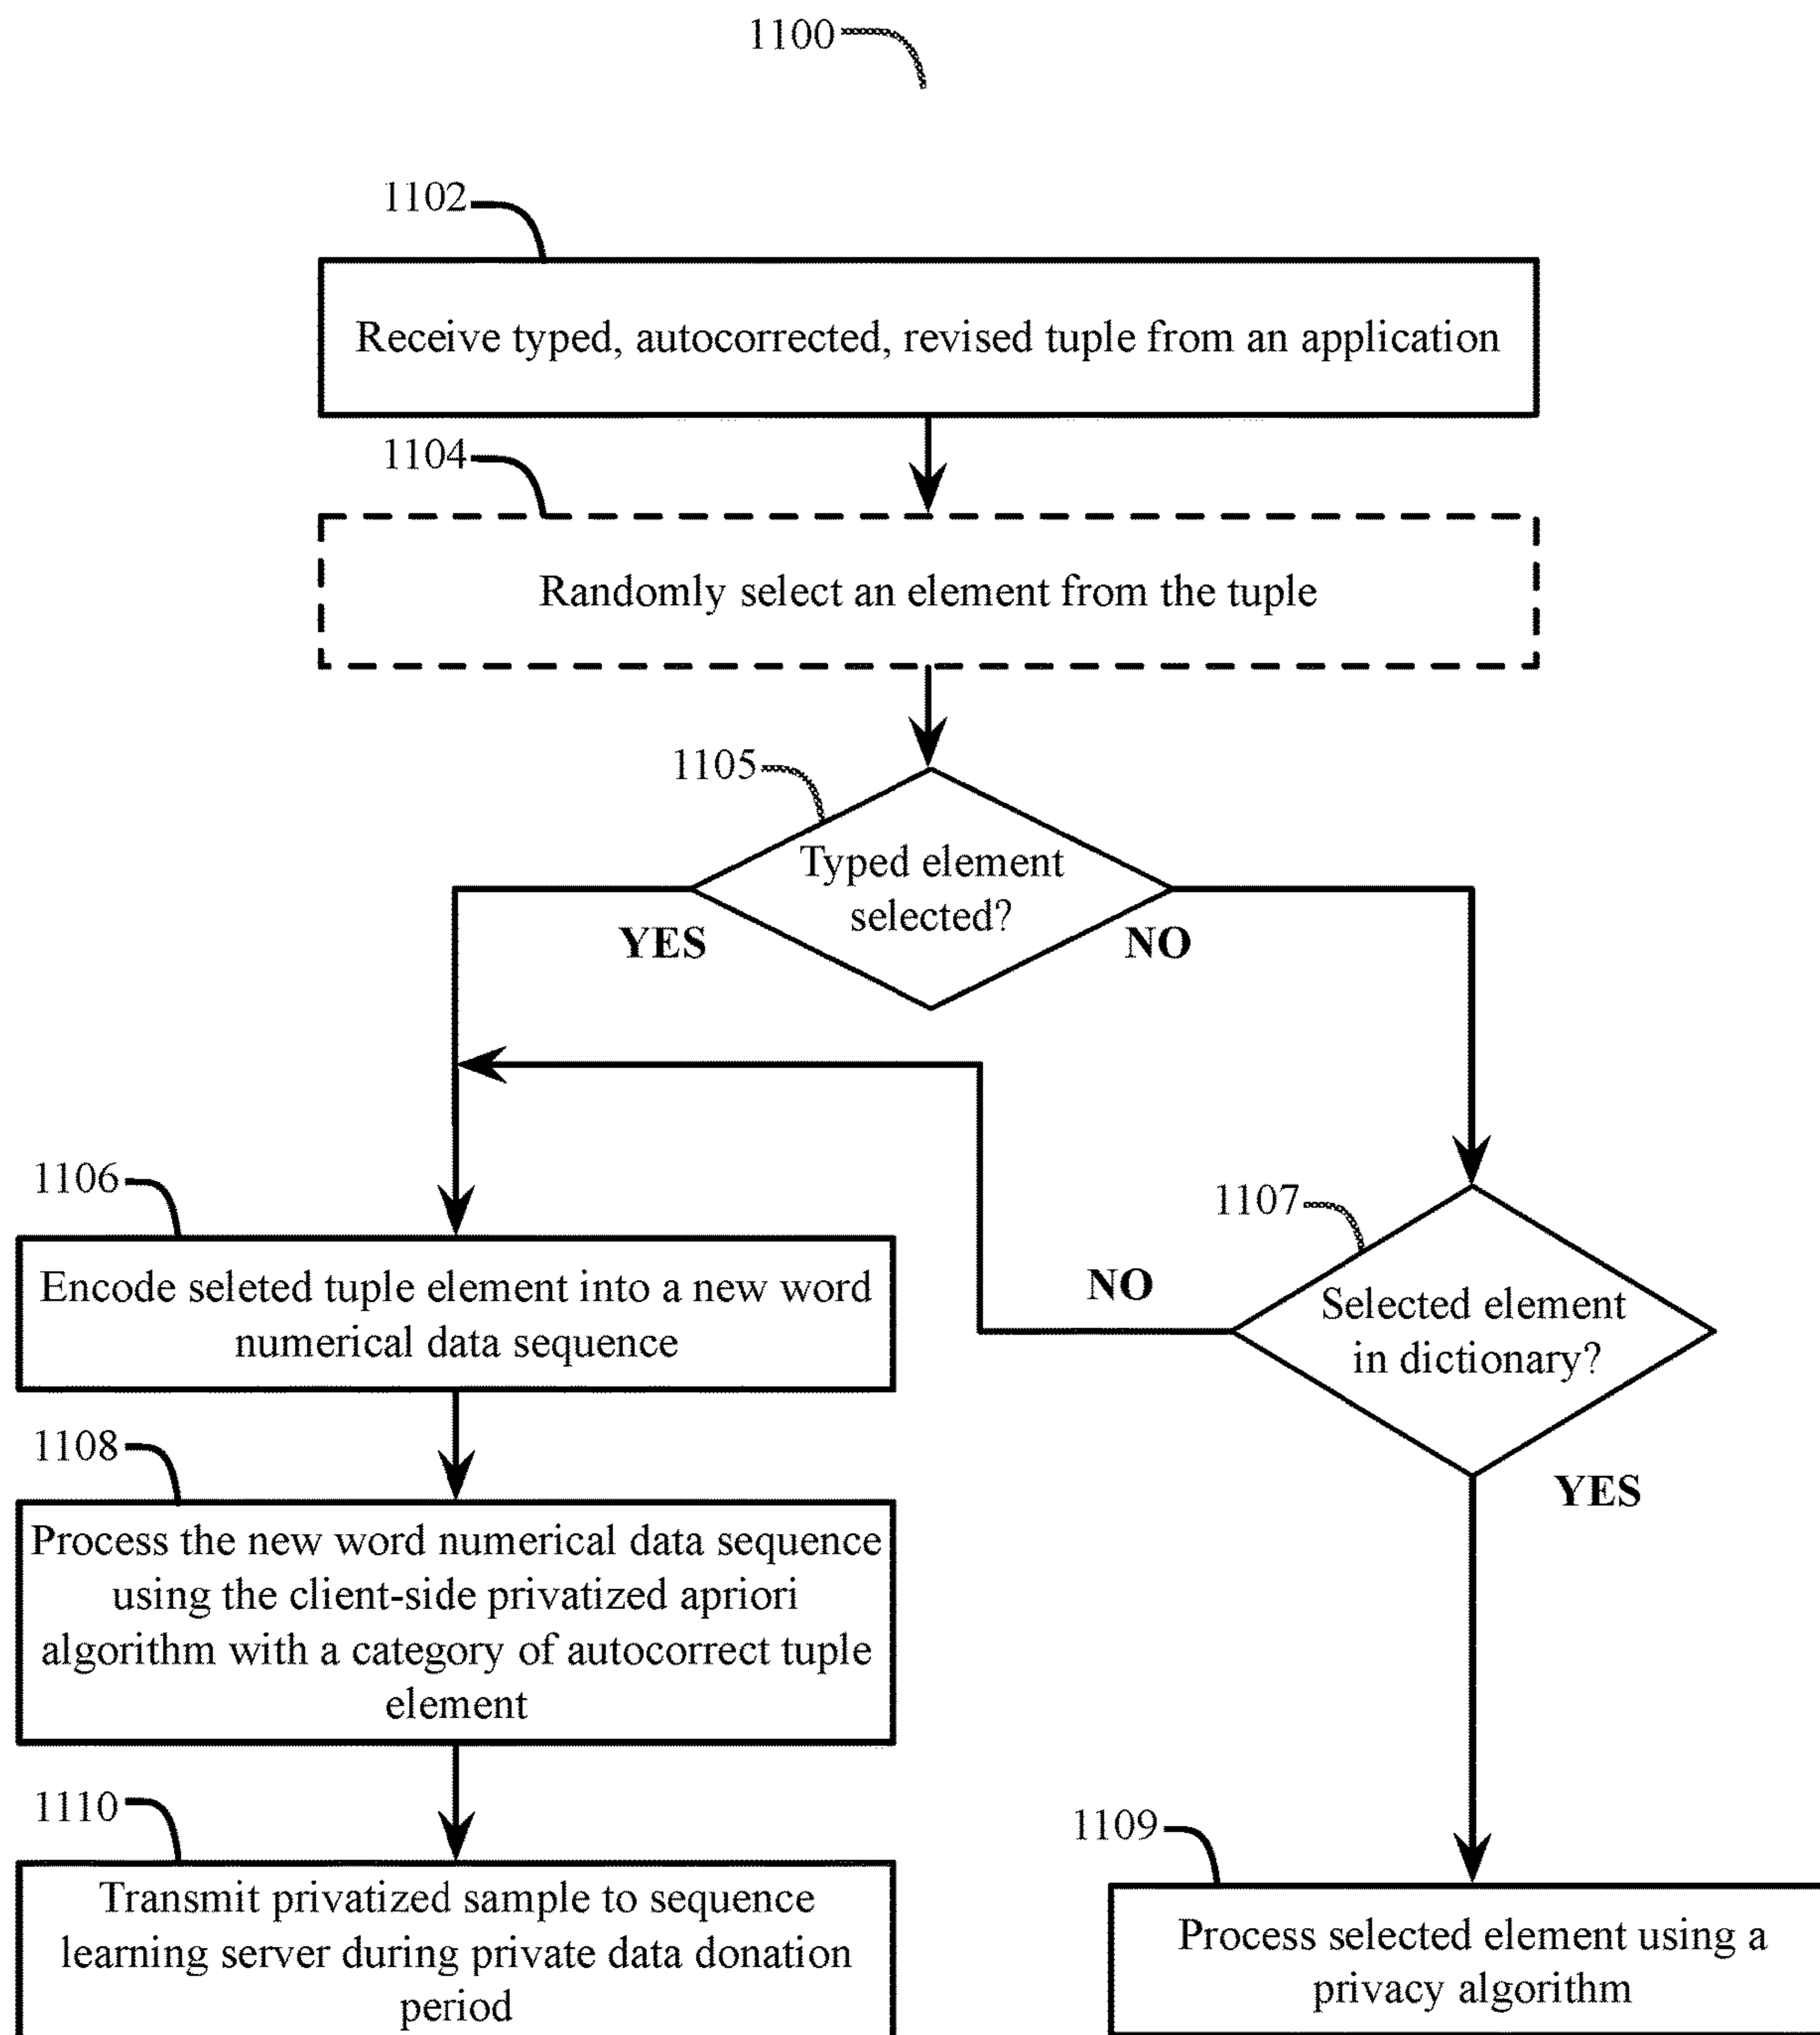 1100
1102
Receive typed, autocorrected, revised tuple from an application
1104
Randomly select an element from the tuple
1105
Typed element
selected?
YES
NO
1106
Encode seleted tuple element into a new word
numerical data sequence
1107
NO
Selected element
in dictionary?
YES
1108
Process the new word numerical data sequence
using the client-side privatized apriori
algorithm with a category of autocorrect tuple
element
1110
Transmit privatized sample to sequence
learning server during private data donation
period
1109
Process selected element using a
privacy algorithm